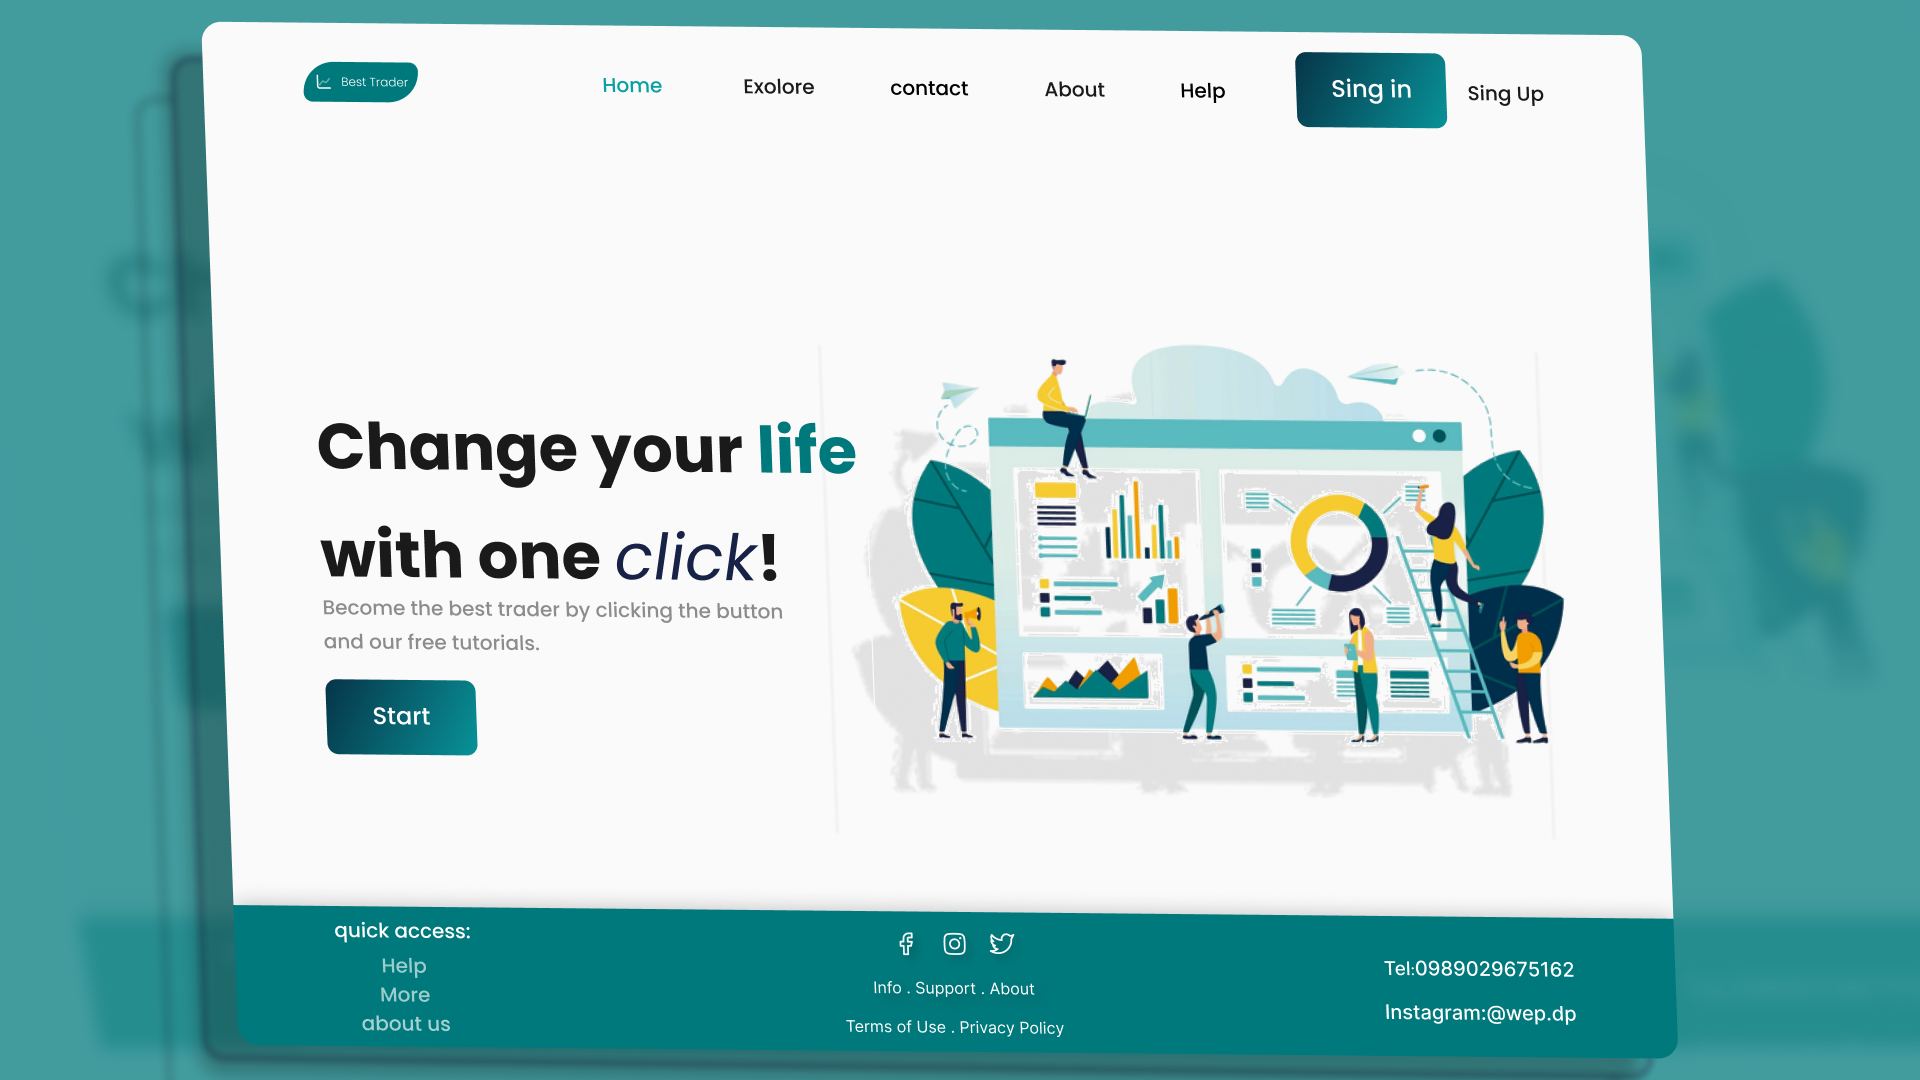 Best Trader
Home
Exolore
contact
About
Help
Sing in
Sing Up
Change your life
with one click!
Become the best trader by clicking the button
and our free tutorials.
Start
quick access:
Help
More
about us
Info . Support . About
Terms of Use . Privacy Policy
Tel:0989029675162
Instagram:@wep.dp